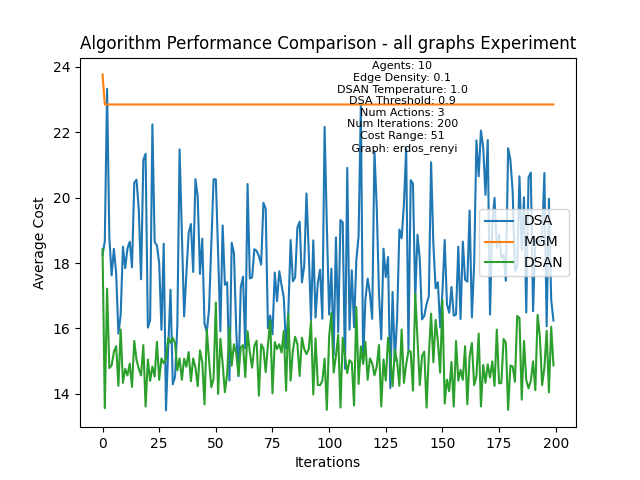 Algorithm Performance Comparison - all graphs Experiment
Agents: 10
Edge Density: 0.1
DSAN Temperature: 1.0
DSA Threshold: 0.9
Num Actions: 3
Num Iterations: 200
Cost Range: 51
Graph: erdos_renyi
24
22
20
18
16
14
Average Cost
DSA
MGM
DSAN
0
25
50
75
100
125
150
175
200
Iterations